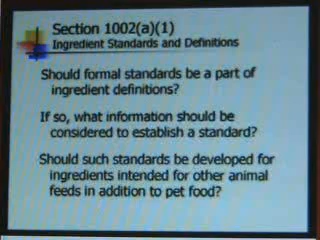 Section 1002(a)(1)
Ingredient Standards and Definitions
Should formal standards be a part of
ingredient definitions?
If so, what information should be
considered to establish a standard?
Should such standards be developed for
ingredients intended for other animal
feeds in addition to pet food?